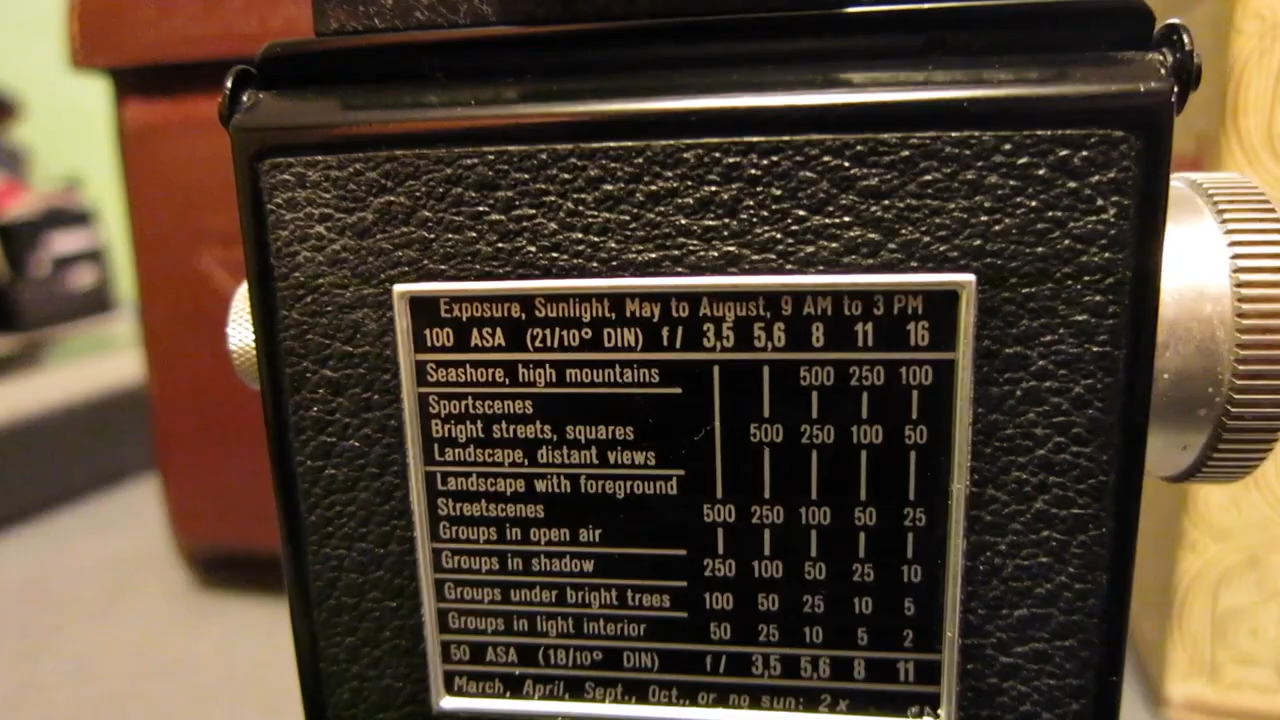 Exposure, Sunlight, May to August, 9 AM to 3 PM
100 ASA (21/10° DIN) f/ 3,5 5,6 8 11 16
Seashore, high mountains 500 250 100
Sportscenes
Bright streets, squares 500 250 100 50
Landscape, distant views
Landscape with foreground
Streetscenes 500 250 100 50 25
Groups in open air
Groups in shadow 250 100 50 25 10
Groups under bright trees 100 50 25 10 5
Groups in light interior 50 25 10 5 2
50 ASA (18/10° DIN) f/ 3,5 5,6 8 11
March, April, Sept., Oct., or no sun: 2x